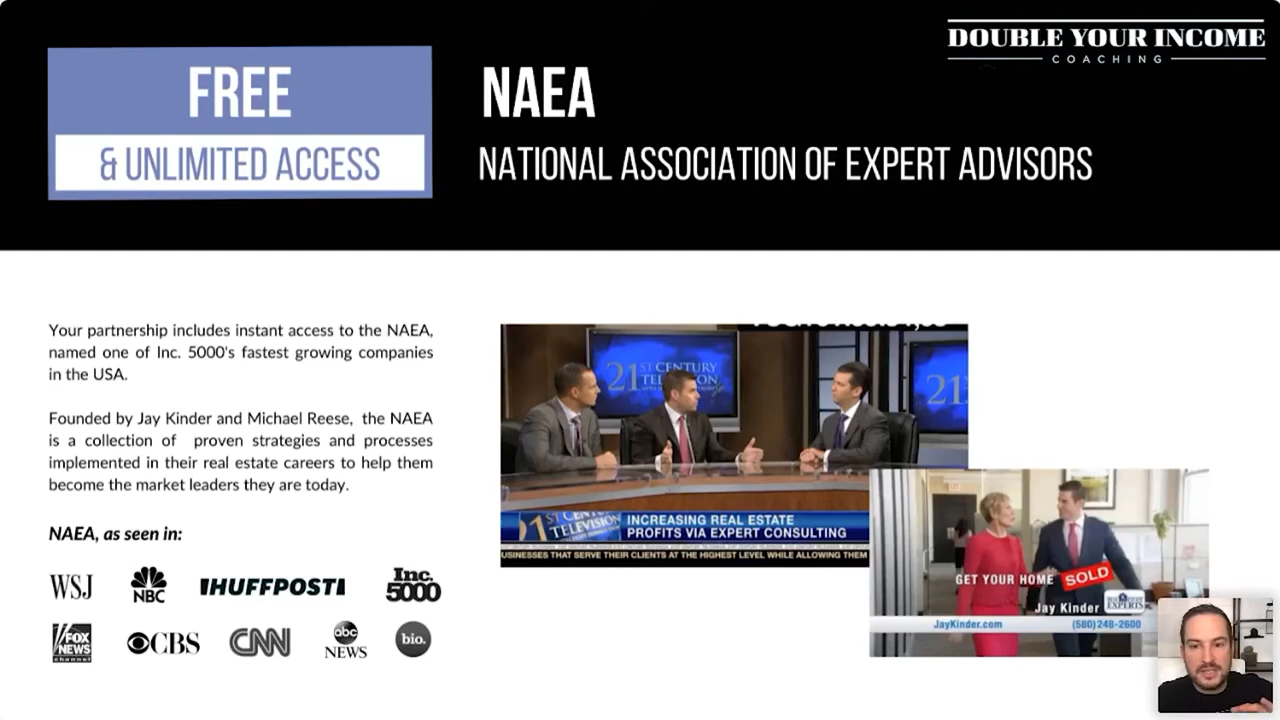 DOUBLE YOUR INCOME
COACHING
FREE
& UNLIMITED ACCESS
NAEA
NATIONAL ASSOCIATION OF EXPERT ADVISORS
Your partnership includes instant access to the NAEA,
named one of Inc. 5000's fastest growing companies
in the USA.
Founded by Jay Kinder and Michael Reese, the NAEA
is a collection of proven strategies and processes
implemented in their real estate careers to help them
become the market leaders they are today.
NAEA, as seen in:
WSJ
NBC
HUFFPOST
Inc.
5000
FOX
NEWS
channel
CBS
CNN
abc
NEWS
bio.
21ST CENTURY
TELEVISION
21
21ST CENTURY
TELEVISION
INCREASING REAL ESTATE
PROFITS VIA EXPERT CONSULTING
USINESSES THAT SERVE THEIR CLIENTS AT THE HIGHEST LEVEL WHILE ALLOWING THEM
GET YOUR HOME SOLD
Jay Kinder
REAL ESTATE
EXPERTS
JayKinder.com
(580)248-2600